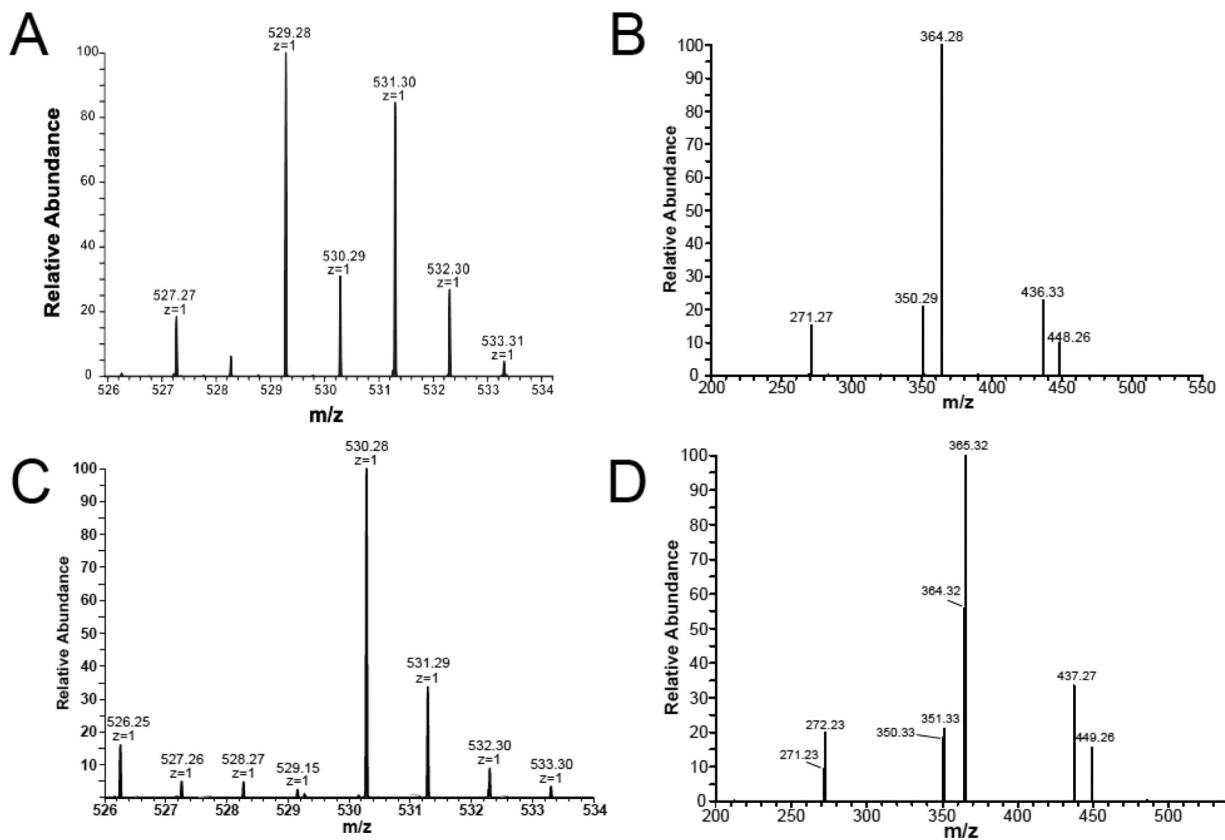 A
Relative Abundance
100
80
60
40
20
0
529.28
z=1
531.30
z=1
530.29
z=1
532.30
z=1
527.27
z=1
533.31
z=1
526 527 528 529 530 531 532 533 534
m/z
B
Relative Abundance
100
90
80
70
60
50
40
30
20
10
0
364.28
350.29
436.33
271.27
448.26
200 250 300 350 400 450 500 550
m/z
C
Relative Abundance
100
90
80
70
60
50
40
30
20
10
530.28
z=1
531.29
z=1
526.25
z=1
527.26
z=1
528.27
z=1
529.15
z=1
532.30
z=1
533.30
z=1
526 527 528 529 530 531 532 533 534
m/z
D
Relative Abundance
100
90
80
70
60
50
40
30
20
10
0
365.32
364.32
437.27
351.33
350.33
272.23
271.23
449.26
200 250 300 350 400 450 500
m/z